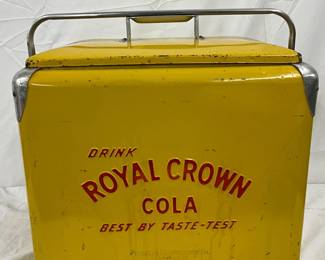 DRINK
ROYAL CROWN
COLA
BEST BY TASTE-TEST